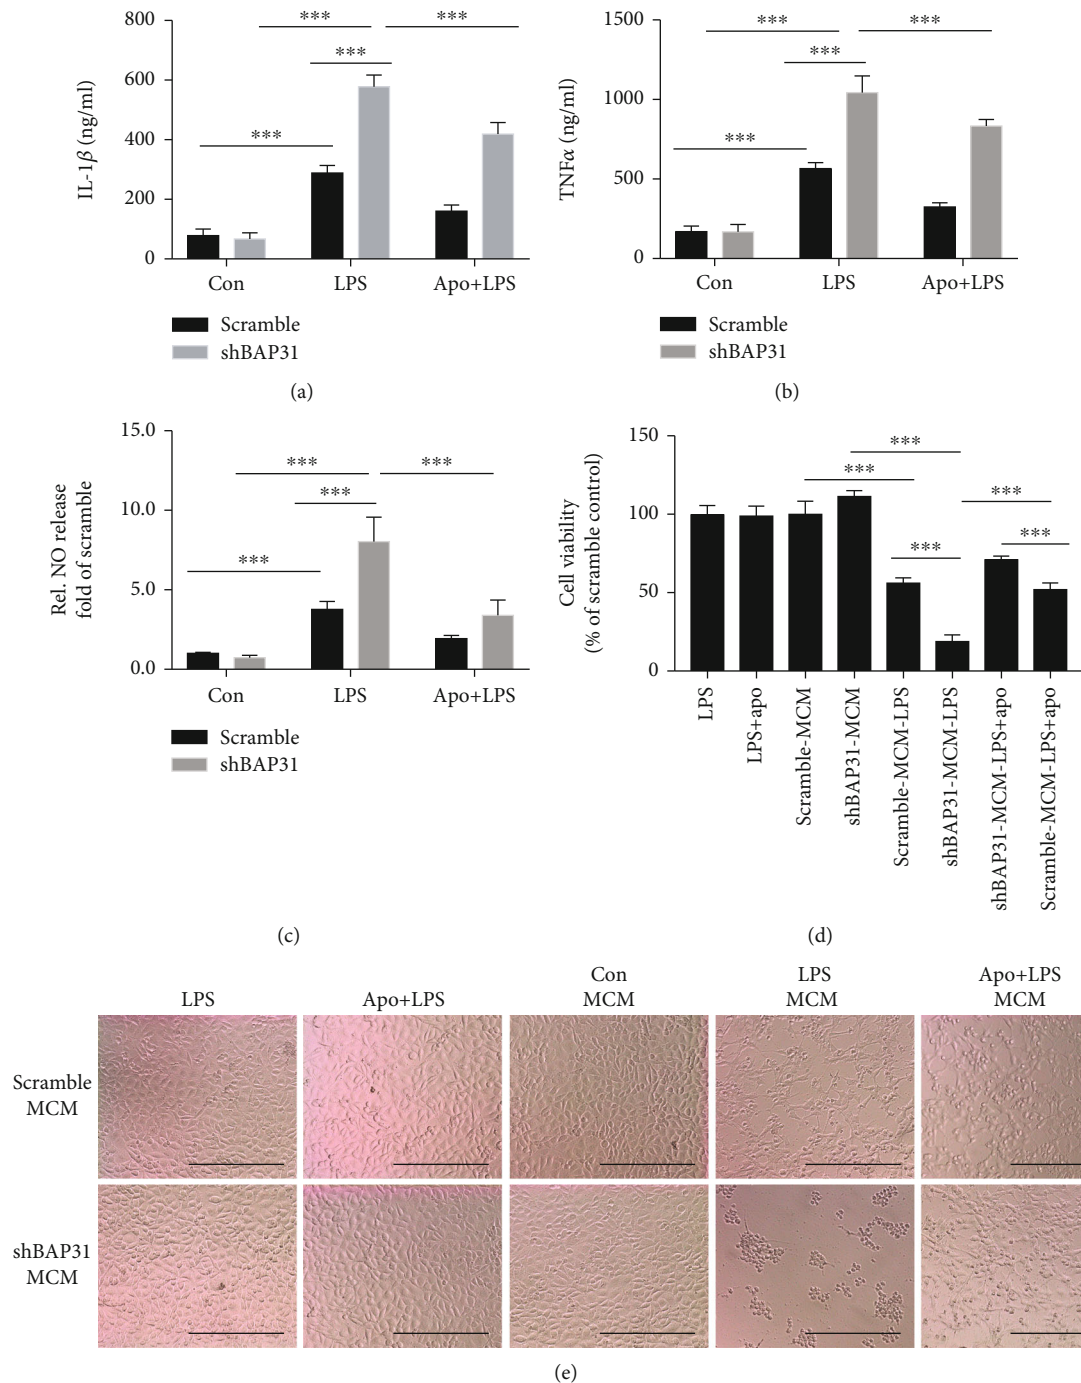 800
600
400
200
0
IL-1β (ng/ml)
***
***
***
***
Con
LPS
Apo+LPS
Scramble
shBAP31
(a)
1500
1000
500
0
TNFα (ng/ml)
***
***
***
***
Con
LPS
Apo+LPS
Scramble
shBAP31
(b)
15.0
10.0
5.0
0.0
Rel. NO release
fold of scramble
***
***
***
***
Con
LPS
Apo+LPS
Scramble
shBAP31
(c)
150
100
50
0
Cell viability
(% of scramble control)
***
***
***
***
***
LPS
LPS+apo
Scramble-MCM
shBAP31-MCM
Scramble-MCM-LPS
shBAP31-MCM-LPS
shBAP31-MCM-LPS+apo
Scramble-MCM-LPS+apo
(d)
LPS
Apo+LPS
Con
MCM
LPS
MCM
Apo+LPS
MCM
Scramble
MCM
shBAP31
MCM
(e)